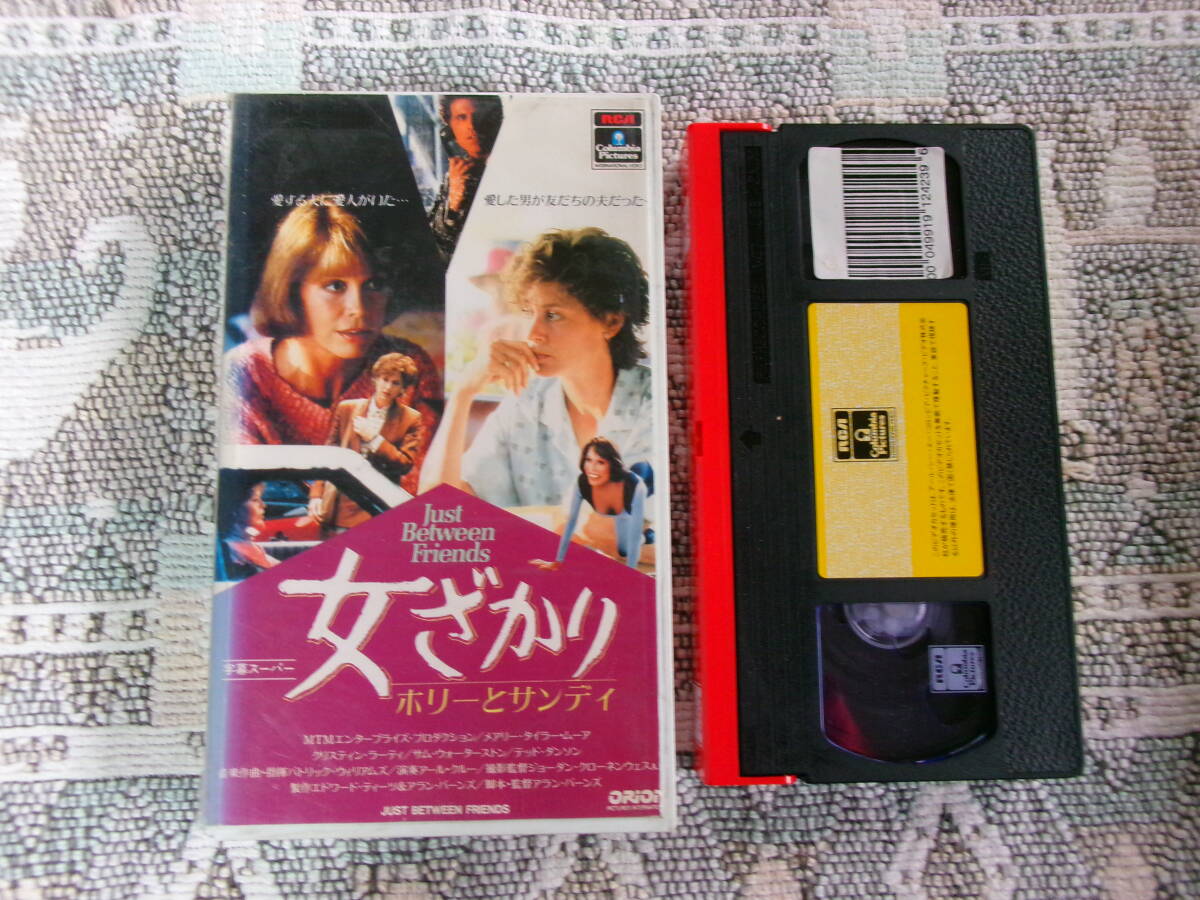 RCA
Columbia
Pictures
INTERNATIONAL VIDEO
愛する夫に愛人がいた…
愛した男が友だちの夫だった
Just
Between
Friends
女ざかり
字幕スーパー
ホリーとサンディ
MTMエンタープライズ・プロダクション/メアリー・タイラー・ムーア
クリスティン・ラーティ/サム・ウォーターストン/テッド・ダンソン
音楽作曲・指揮パトリック・ウィリアムズ/演奏アール・クルー/撮影監督ジョーダン・クローネンウェス
製作エドワード・ティーツ&アラン・バーンズ/脚本・監督アラン・バーンズ
ORION
JUST BETWEEN FRIENDS
00 049919 124239 6
RCA
Columbia
Pictures
RCA
Columbia
Pictures